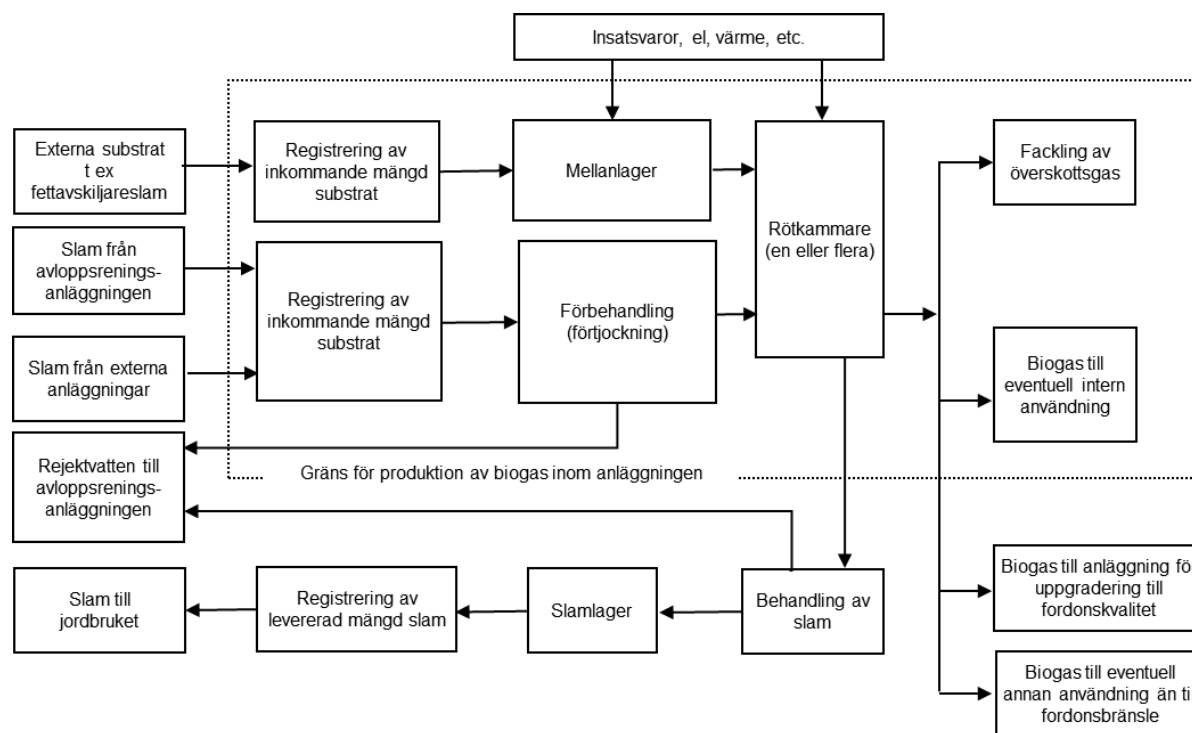 Insatsvaror, el, värme, etc.
Externa substrat
t ex
fettavskiljareslam
Registrering av
inkommande mängd
substrat
Mellanlager
Rötkammare
(en eller flera)
Fackling av
överskottsgas
Slam från
avloppsrenings-
anläggningen
Registrering av
inkommande mängd
substrat
Förbehandling
(förtjockning)
Slam från externa
anläggningar
Biogas till
eventuell intern
användning
Rejektvatten till
avloppsrenings-
anläggningen
Gräns för produktion av biogas inom anläggningen
Slam till
jordbruket
Registrering av
levererad mängd slam
Slamlager
Behandling av
slam
Biogas till anläggning fö
uppgradering till
fordonskvalitet
Biogas till eventuell
annan användning än ti
fordonsbränsle